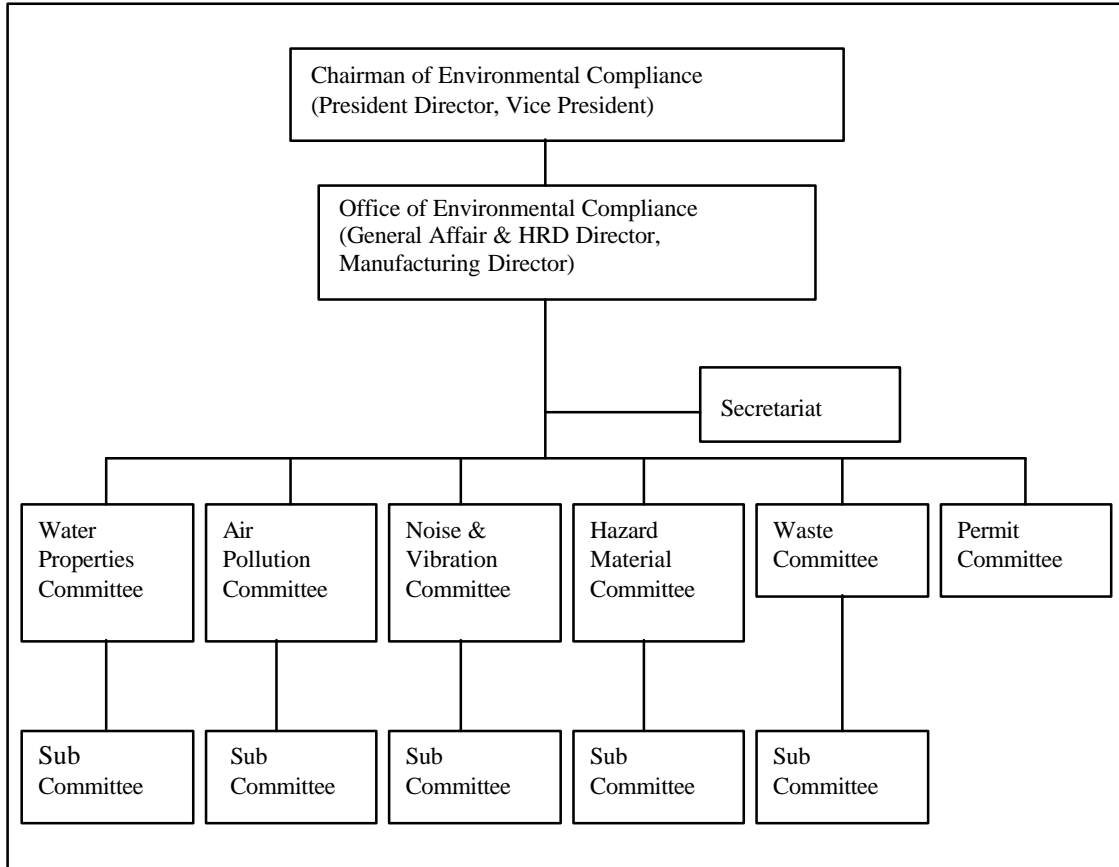 Chairman of Environmental Compliance
(President Director, Vice President)
Office of Environmental Compliance
(General Affair & HRD Director,
Manufacturing Director)
Secretariat
Water
Properties
Committee
Air
Pollution
Committee
Noise &
Vibration
Committee
Hazard
Material
Committee
Waste
Committee
Permit
Committee
Sub
Committee
Sub
Committee
Sub
Committee
Sub
Committee
Sub
Committee